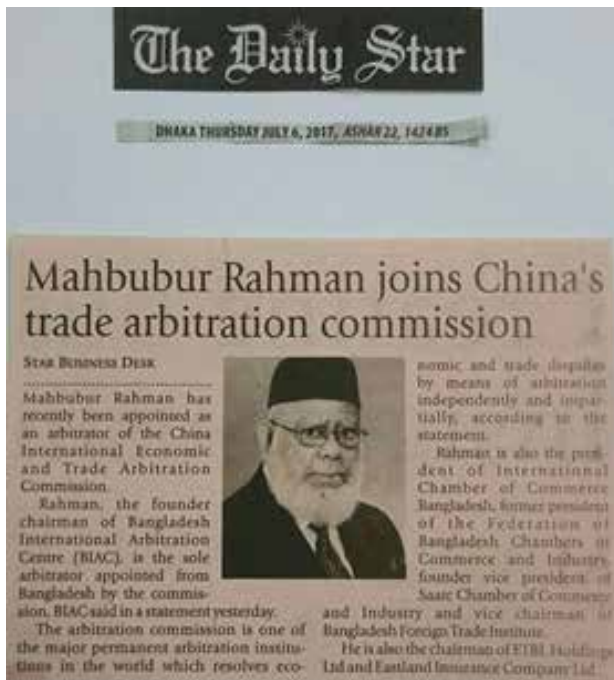 The Daily Star
DHAKA THURSDAY JULY 6, 2017, ASHAR 22, 1424 BS
Mahbubur Rahman joins China's
trade arbitration commission
STAR BUSINESS DESK
Mahbubur Rahman has
recently been appointed as
an arbitrator of the China
International Economic
and Trade Arbitration
Commission.
Rahman, the founder
chairman of Bangladesh
International Arbitration
Centre (BIAC), is the sole
arbitrator appointed from
Bangladesh by the commis-
sion, BIAC said in a statement yesterday.
The arbitration commission is one of
the major permanent arbitration institu-
tions in the world which resolves eco-
nomic and trade disputes
by means of arbitration
independently and impar-
tially, according to the
statement.
Rahman is also the presi-
dent of International
Chamber of Commerce
Bangladesh, former president
of the Federation of
Bangladesh Chambers of
Commerce and Industry,
founder vice president of
Saarc Chamber of Commerce
and Industry and vice chairman of
Bangladesh Foreign Trade Institute.
He is also the chairman of ETBL Holdings
Ltd and Eastland Insurance Company Ltd.